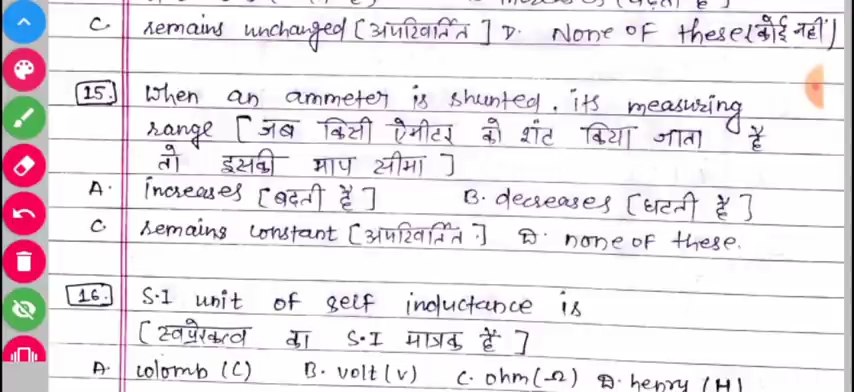 C. remains unchanged [अपरिवर्तित] D. None of these (कोई नहीं)
15. When an ammeter is shunted, its measuring
range [जब किसी ऐमीटर को शंट किया जाता है
तो इसकी माप सीमा]
A. increases [बढ़ती है] B. decreases [घटती है]
C. remains constant [अपरिवर्तित.] D. none of these.
16. S.I unit of self inductance is
[स्वप्रेरकत्व का S.I मात्रक है]
A. colomb (C) B. volt (v) C. ohm (Ω) D. henry (H)